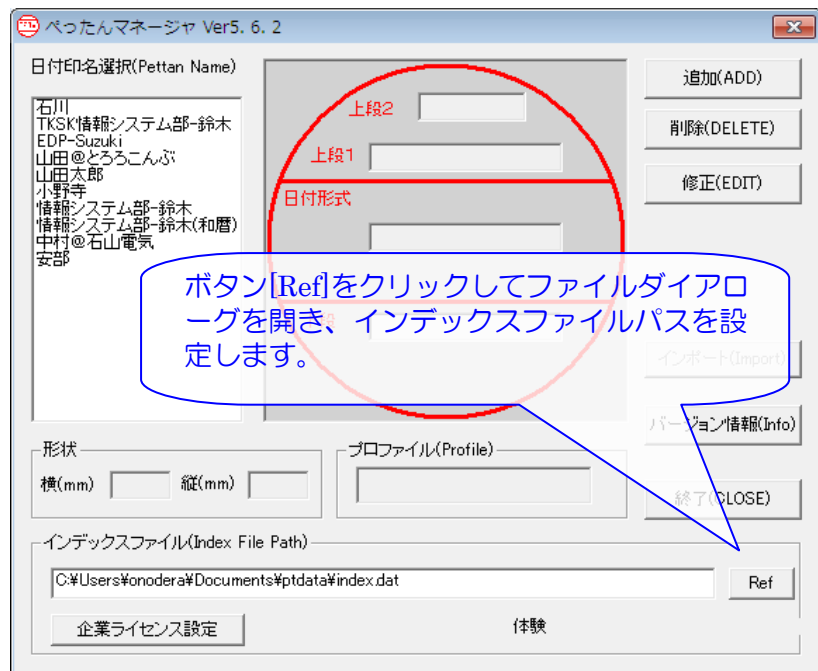 ぺったんマネージャ Ver5. 6. 2
日付印名選択(Pettan Name)
石川
TKSK情報システム部-鈴木
EDP-Suzuki
山田@とろろこんぶ
山田太郎
小野寺
情報システム部-鈴木
情報システム部-鈴木(和暦)
中村@石山電気
安部
上段2
上段1
日付形式
追加(ADD)
削除(DELETE)
修正(EDIT)
ボタン[Ref]をクリックしてファイルダイアロ
ーグを開き、インデックスファイルパスを設
定します。
インポート(Import)
バージョン情報(Info)
終了(CLOSE)
形状
横(mm)
縦(mm)
プロファイル(Profile)
インデックスファイル(Index File Path)
C:¥Users¥onodera¥Documents¥ptdata¥index.dat
Ref
企業ライセンス設定
体験